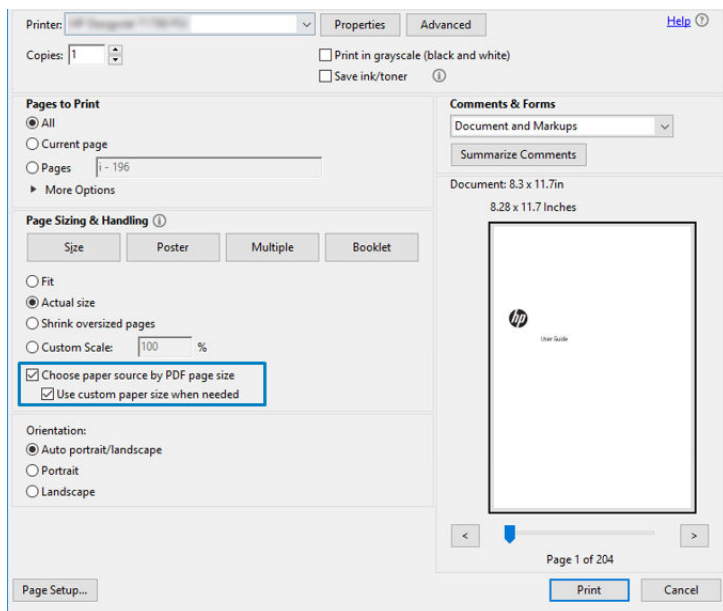 Printer:
Properties
Advanced
Help
Copies: 1
Print in grayscale (black and white)
Save ink/toner
Pages to Print
All
Current page
Pages i - 196
More Options
Comments & Forms
Document and Markups
Summarize Comments
Document: 8.3 x 11.7in
8.28 x 11.7 Inches
Page Sizing & Handling
Size Poster Multiple Booklet
Fit
Actual size
Shrink oversized pages
Custom Scale: 100 %
Choose paper source by PDF page size
Use custom paper size when needed
Orientation:
Auto portrait/landscape
Portrait
Landscape
hp
User Guide
< >
Page 1 of 204
Page Setup...
Print
Cancel